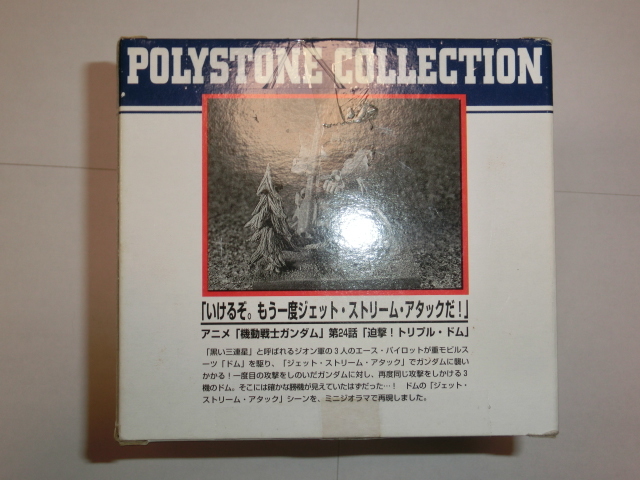 POLYSTONE COLLECTION
「いけるぞ。もう一度ジェット・ストリーム・アタックだ!」
アニメ「機動戦士ガンダム」第24話「迫撃!トリプル・ドム」
「黒い三連星」と呼ばれるジオン軍の3人のエース・パイロットが重モビルス
ーツ「ドム」を駆り、「ジェット・ストリーム・アタック」でガンダムに襲い
かかる!一度目の攻撃をしのいだガンダムに対し、再度同じ攻撃をしかける3
機のドム。そこには確かな勝機が見えていたはずだった…! ドムの「ジェット・
ストリーム・アタック」シーンを、ミニジオラマで再現しました。